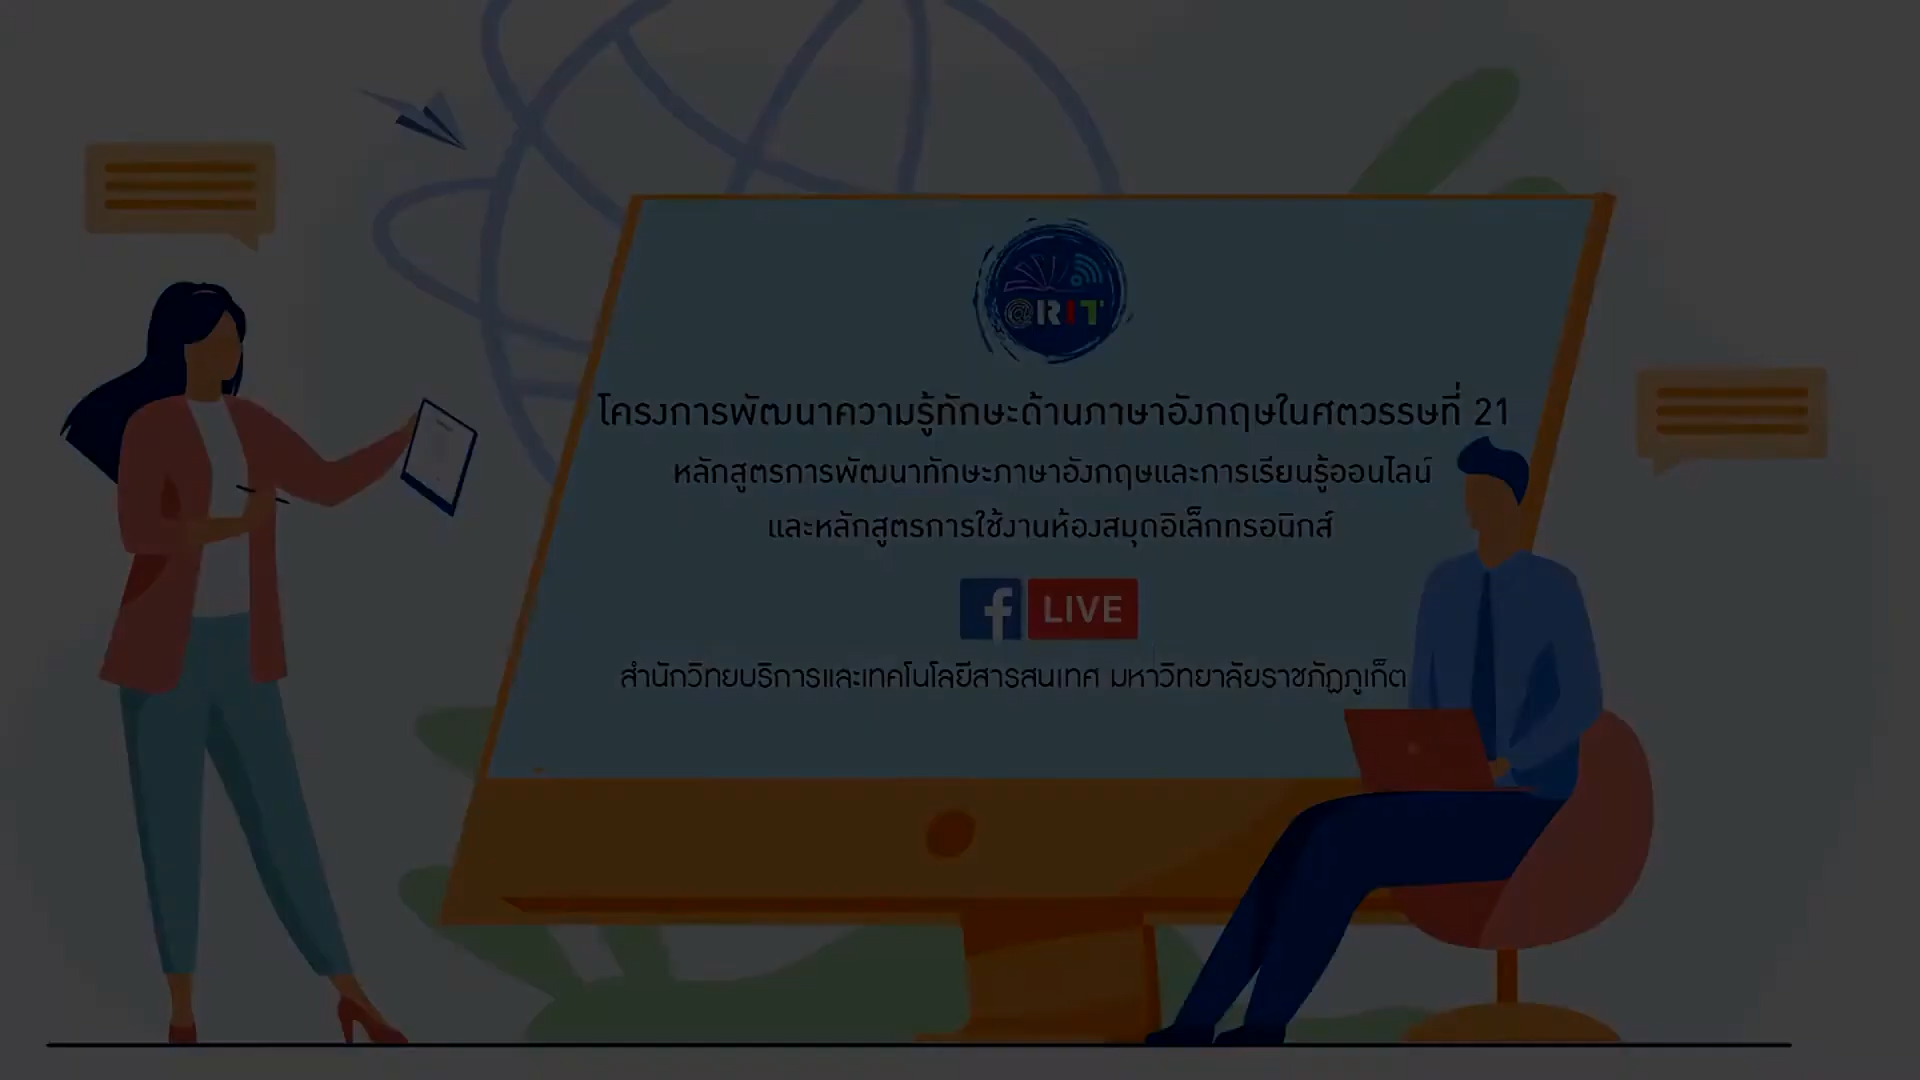 @RIT
โครงการพัฒนาความรู้ทักษะด้านภาษาอังกฤษในศตวรรษที่ 21
หลักสูตรการพัฒนาทักษะภาษาอังกฤษและการเรียนรู้ออนไลน์
และหลักสูตรการใช้งานห้องสมุดอิเล็กทรอนิกส์
f LIVE
สำนักวิทยบริการและเทคโนโลยีสารสนเทศ มหาวิทยาลัยราชภัฏภูเก็ต